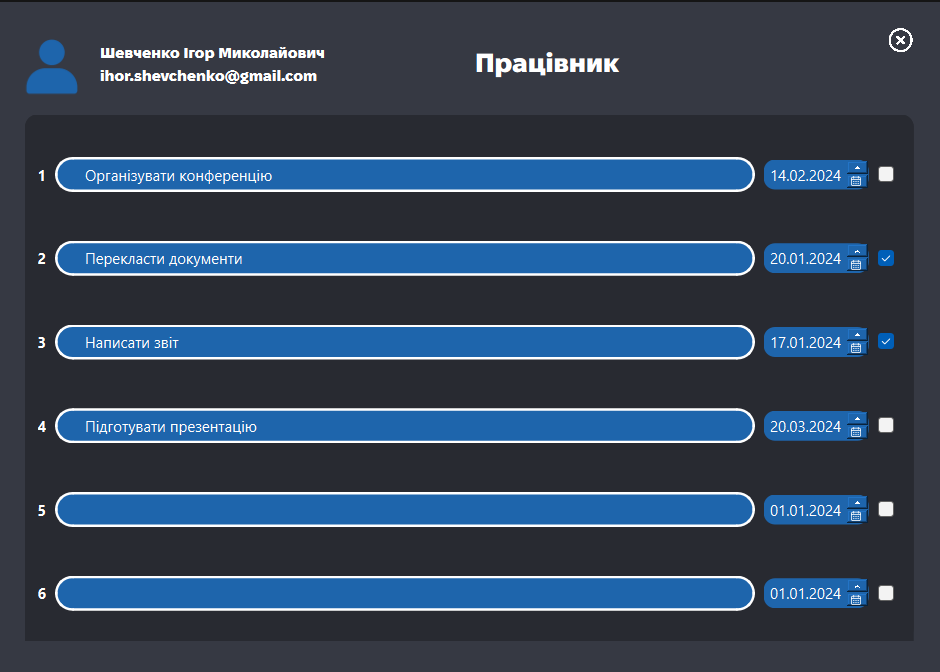 Шевченко Ігор Миколайович
ihor.shevchenko@gmail.com
Працівник
1 Організувати конференцію 14.02.2024
2 Перекласти документи 20.01.2024
3 Написати звіт 17.01.2024
4 Підготувати презентацію 20.03.2024
5 01.01.2024
6 01.01.2024